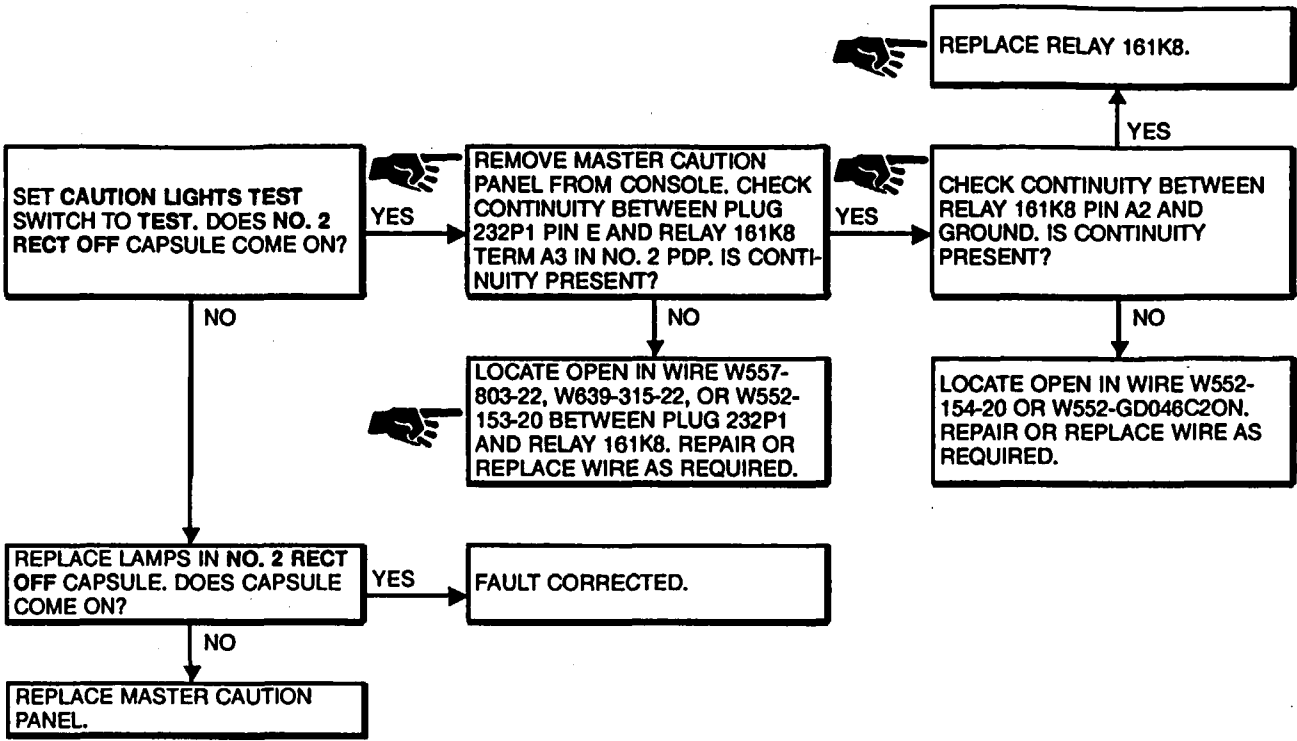 REPLACE RELAY 161K8.
YES
SET CAUTION LIGHTS TEST
SWITCH TO TEST. DOES NO. 2
RECT OFF CAPSULE COME ON?
YES
REMOVE MASTER CAUTION
PANEL FROM CONSOLE. CHECK
CONTINUITY BETWEEN PLUG
232P1 PIN E AND RELAY 161K8
TERM A3 IN NO. 2 PDP. IS CONTI-
NUITY PRESENT?
YES
CHECK CONTINUITY BETWEEN
RELAY 161K8 PIN A2 AND
GROUND. IS CONTINUITY
PRESENT?
NO
NO
NO
LOCATE OPEN IN WIRE W557-
803-22, W639-315-22, OR W552-
153-20 BETWEEN PLUG 232P1
AND RELAY 161K8. REPAIR OR
REPLACE WIRE AS REQUIRED.
LOCATE OPEN IN WIRE W552-
154-20 OR W552-GD046C2ON.
REPAIR OR REPLACE WIRE AS
REQUIRED.
REPLACE LAMPS IN NO. 2 RECT
OFF CAPSULE. DOES CAPSULE
COME ON?
YES
FAULT CORRECTED.
NO
REPLACE MASTER CAUTION
PANEL.